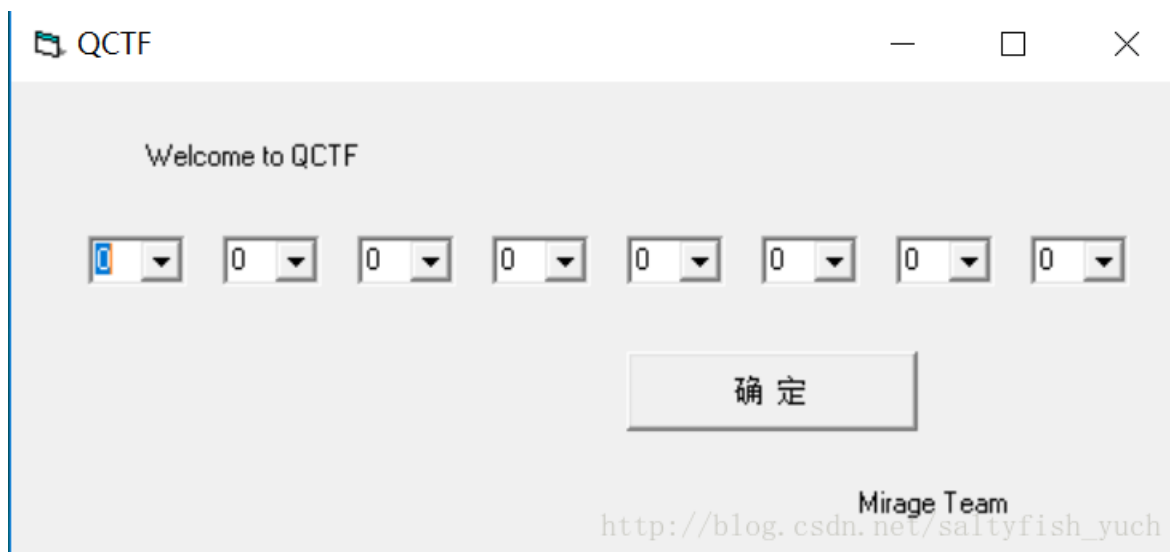 QCTF
Welcome to QCTF
0 0 0 0 0 0 0 0
确 定
Mirage Team
http://blog.csdn.net/saltyfish_yuch